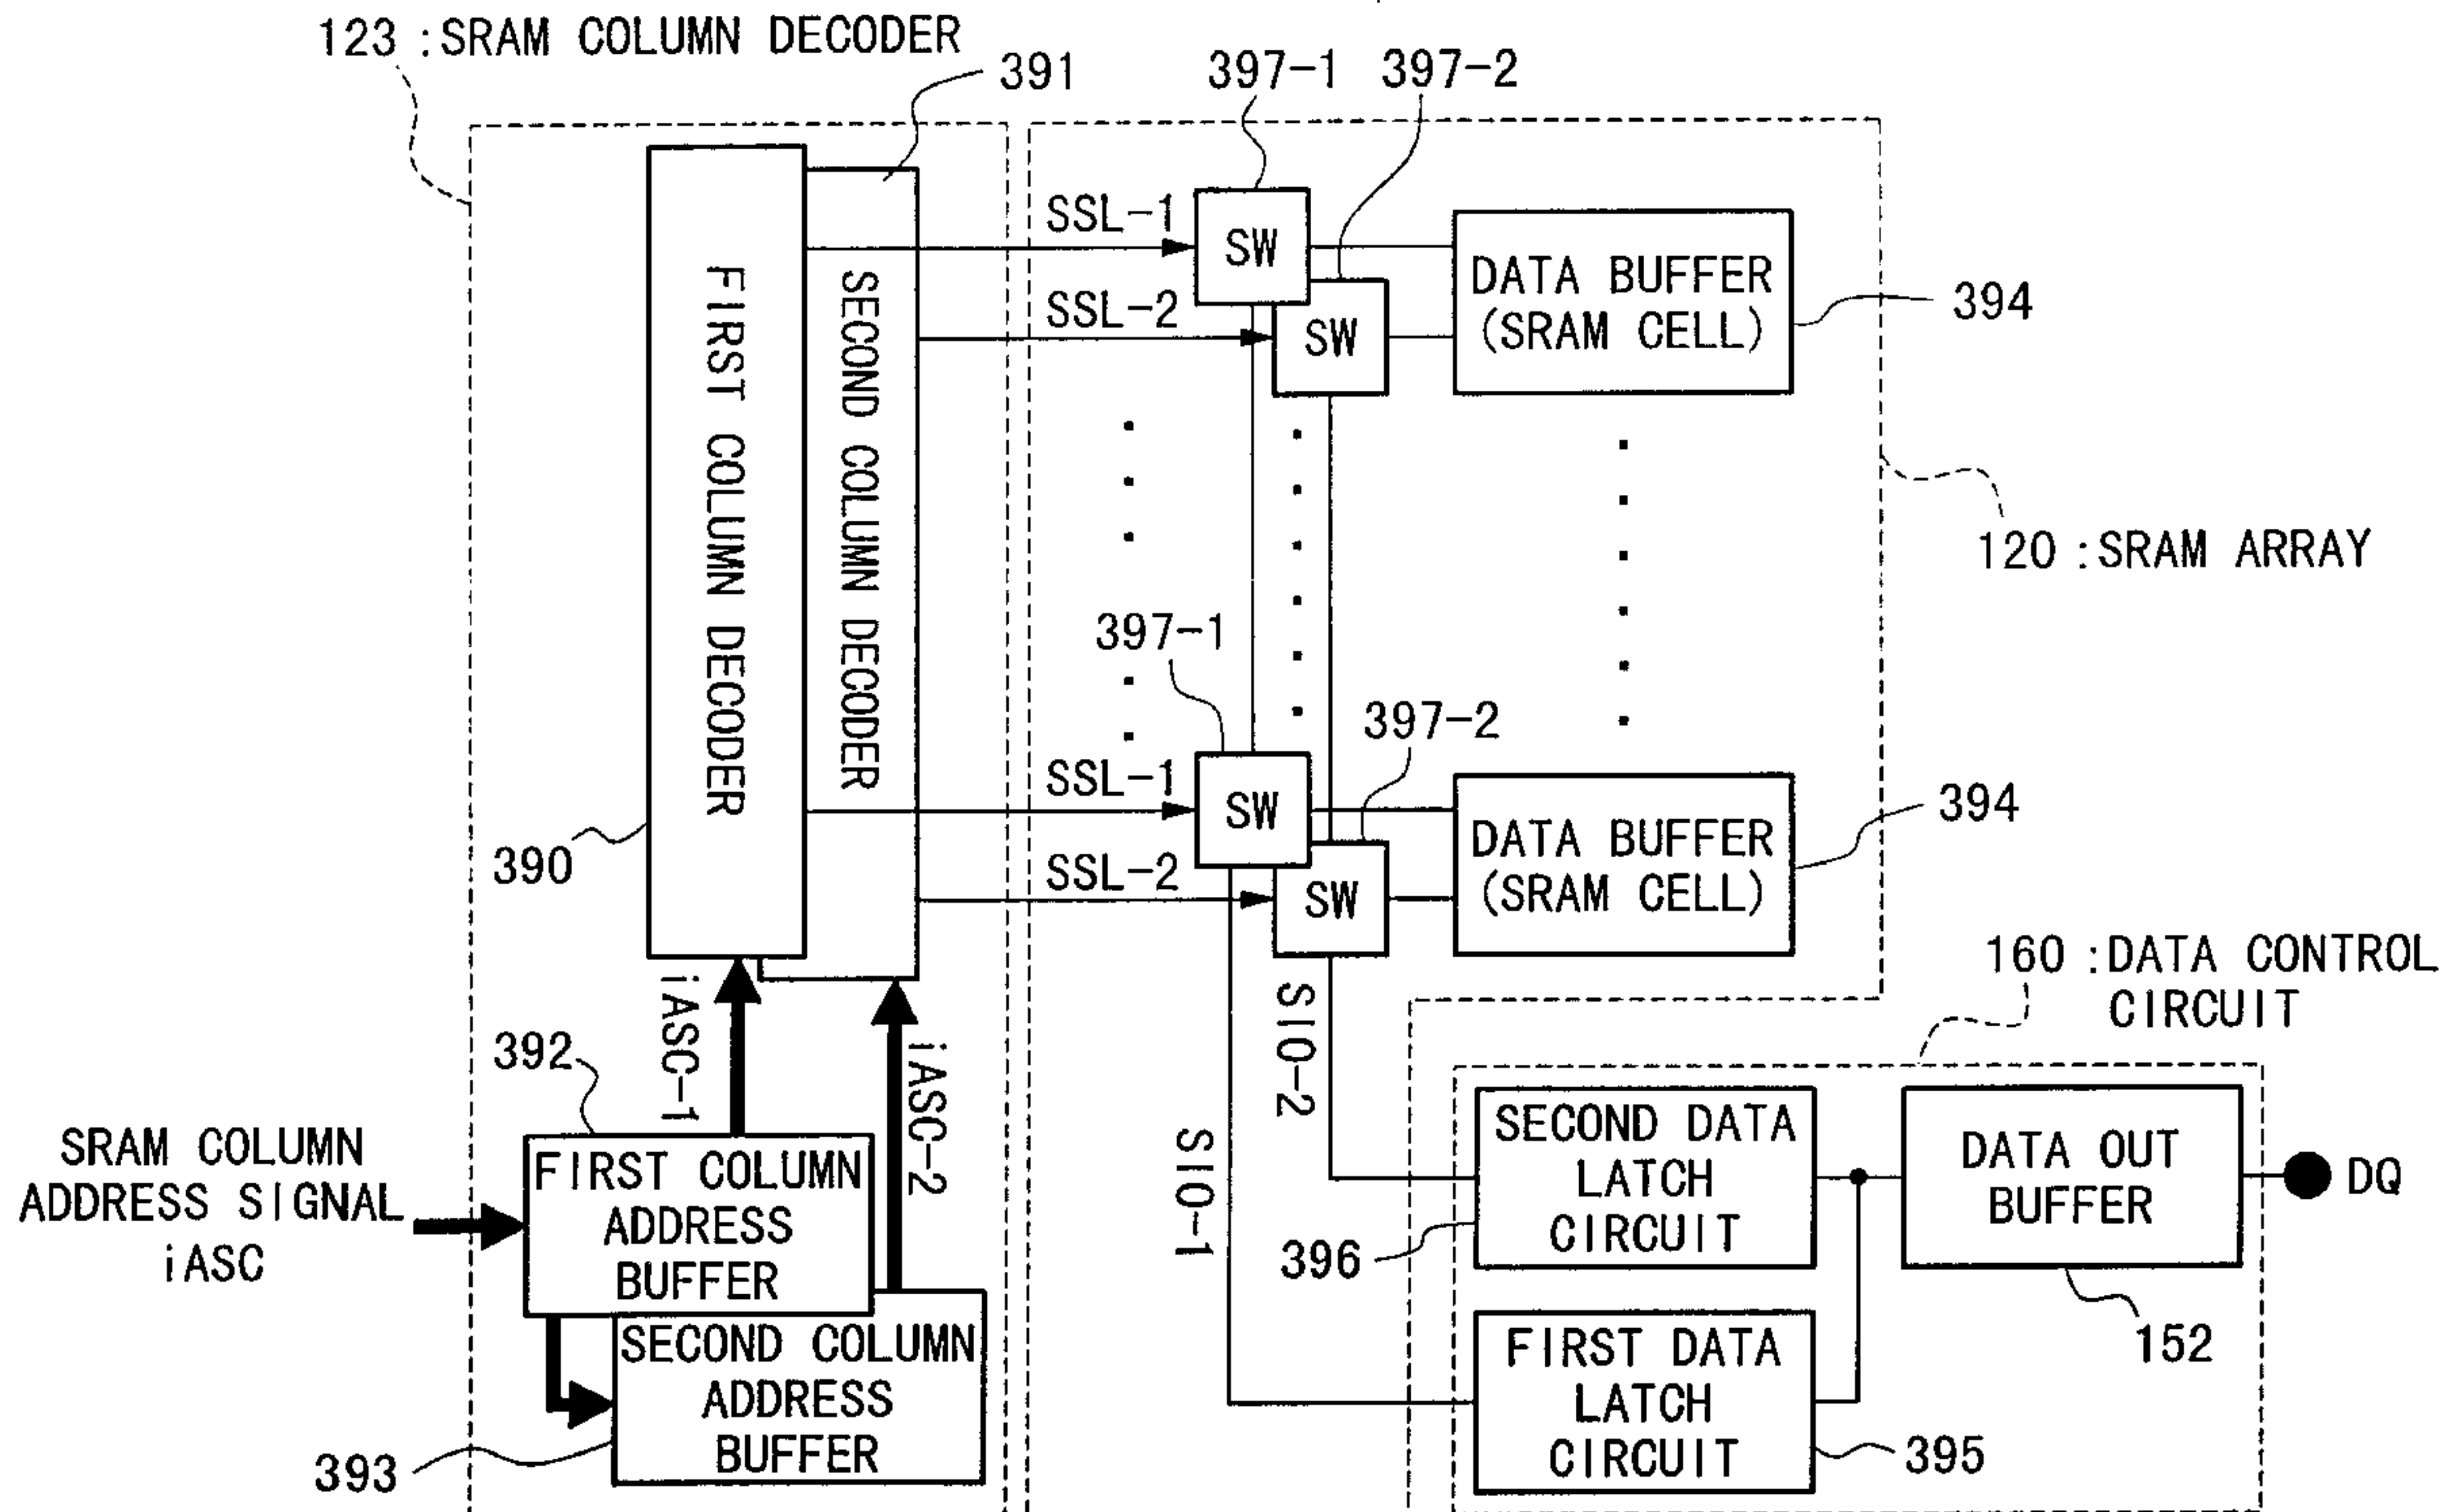 123 :SRAM COLUMN DECODER
391
397-1
397-2
FIRST COLUMN DECODER
SECOND COLUMN DECODER
SSL-1
SW
SSL-2
SW
DATA BUFFER
(SRAM CELL)
394
120 :SRAM ARRAY
397-1
397-2
390
SSL-1
SW
SSL-2
SW
DATA BUFFER
(SRAM CELL)
394
160 :DATA CONTROL
CIRCUIT
392
iASC-1
iASC-2
SIO-2
SIO-1
SRAM COLUMN
ADDRESS SIGNAL
iASC
FIRST COLUMN
ADDRESS
BUFFER
SECOND COLUMN
ADDRESS
BUFFER
393
SECOND DATA
LATCH
CIRCUIT
396
DATA OUT
BUFFER
DQ
152
FIRST DATA
LATCH
CIRCUIT
395